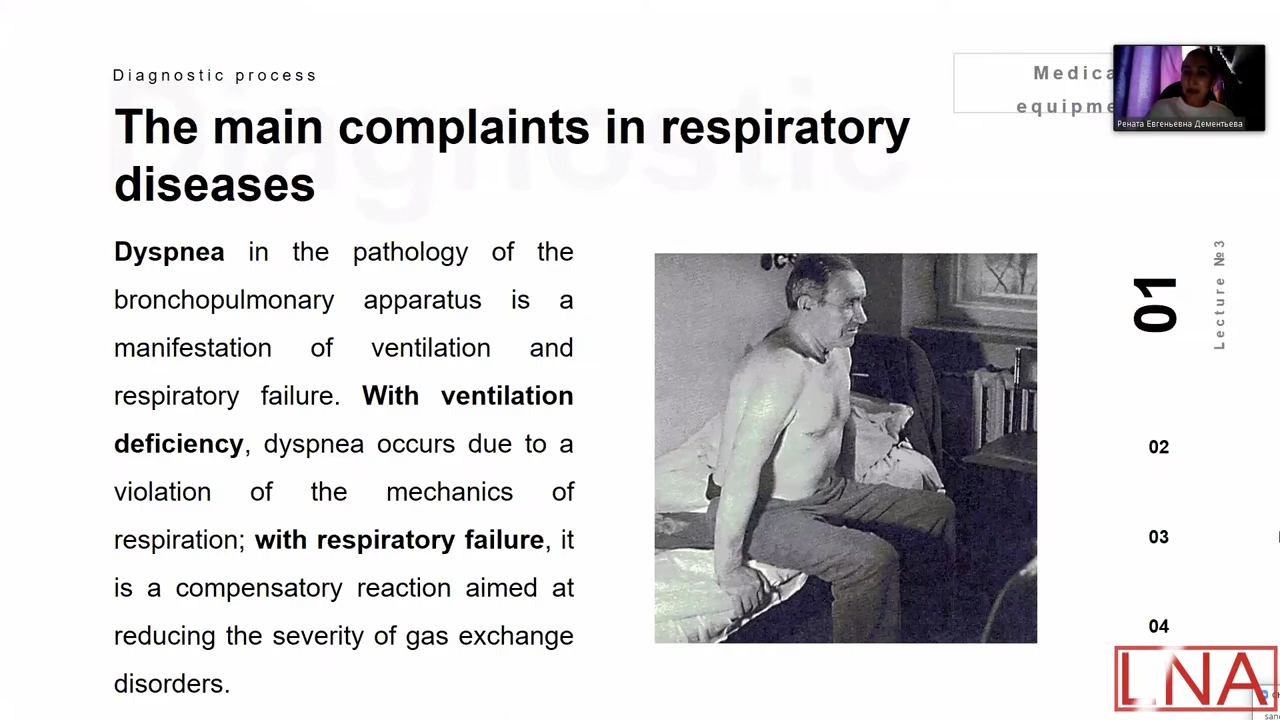 Diagnostic process
Medica
equipme
Рената Евгеньевна Дементьева
The main complaints in respiratory
diseases
Dyspnea in the pathology of the
bronchopulmonary apparatus is a
manifestation of ventilation and
respiratory failure. With ventilation
deficiency, dyspnea occurs due to a
violation of the mechanics of
respiration; with respiratory failure, it
is a compensatory reaction aimed at
reducing the severity of gas exchange
disorders.
Lecture №3
01
02
03
04
LNA